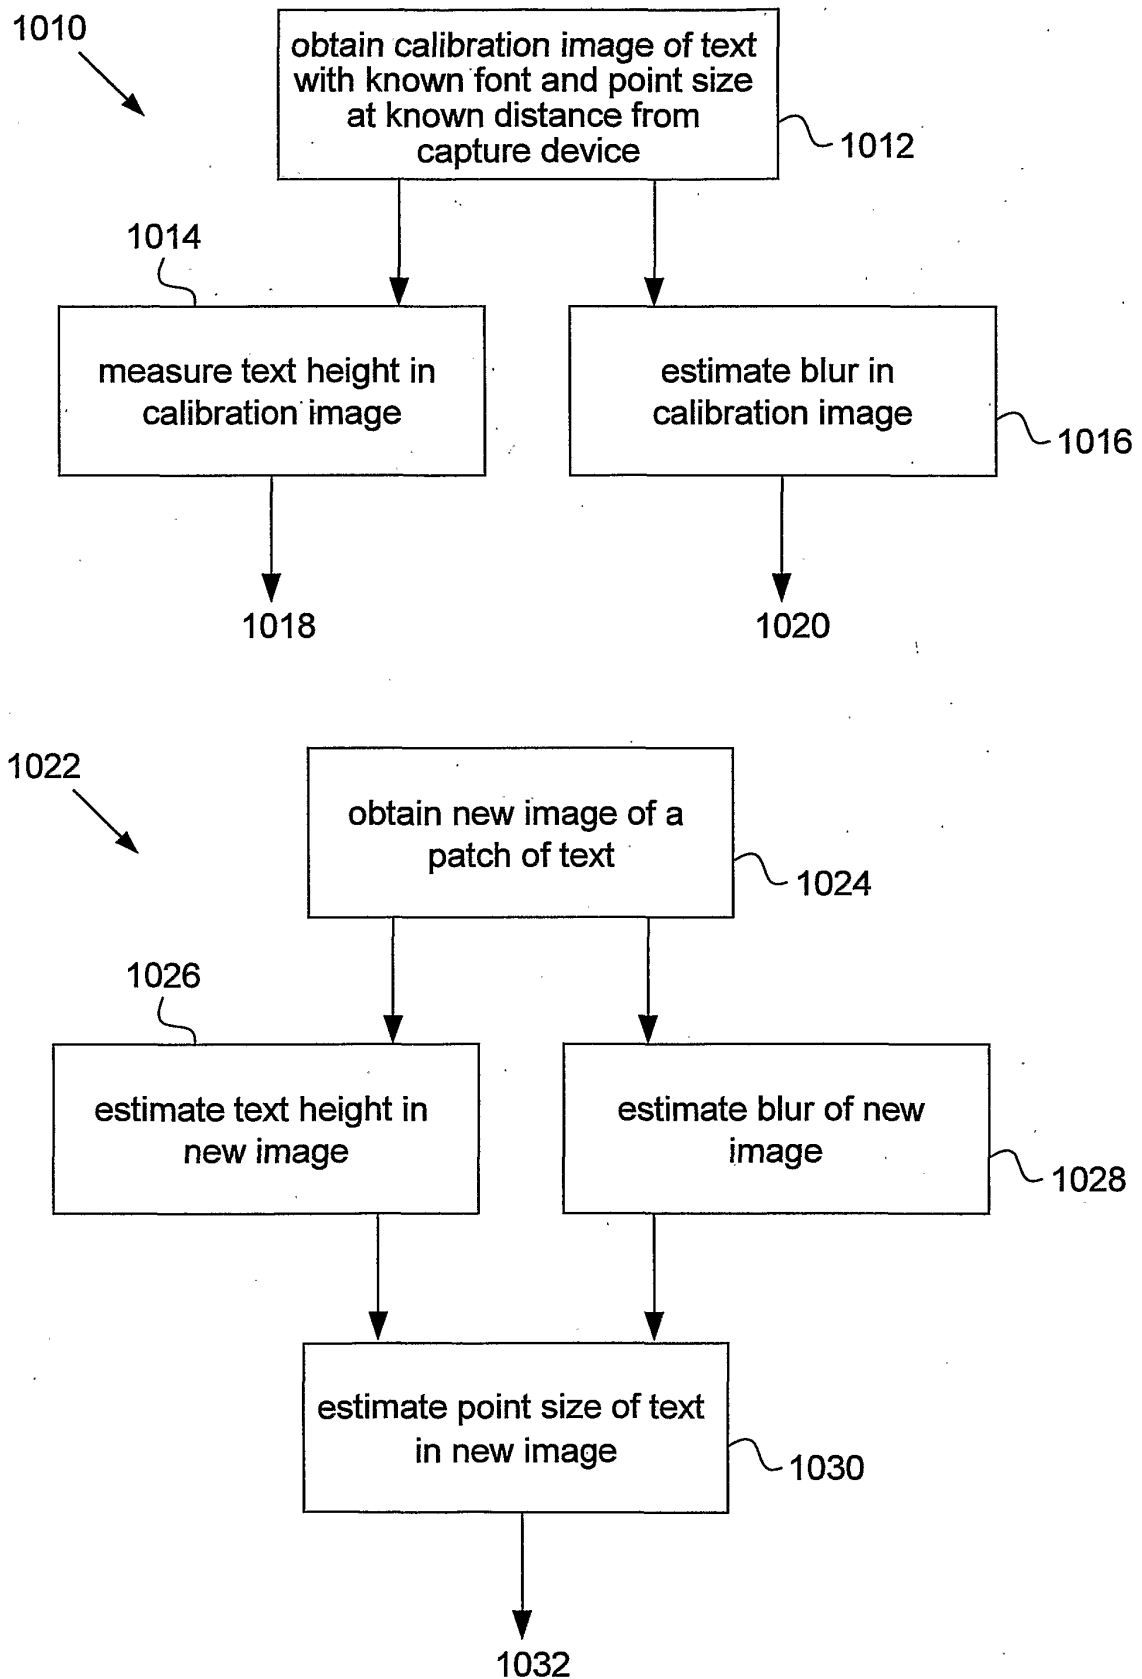 1010
obtain calibration image of text
with known font and point size
at known distance from
capture device
1012
1014
measure text height in
calibration image
estimate blur in
calibration image
1016
1018
1020
1022
obtain new image of a
patch of text
1024
1026
estimate text height in
new image
estimate blur of new
image
1028
estimate point size of text
in new image
1030
1032